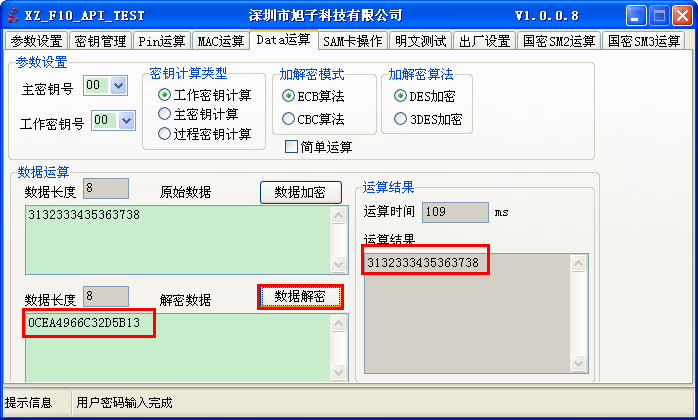 XZ_F10_API_TEST 深圳市旭子科技有限公司 V1.0.0.8
参数设置 密钥管理 Pin运算 MAC运算 Data运算 SAM卡操作 明文测试 出厂设置 国密SM2运算 国密SM3运算
参数设置
主密钥号 00
工作密钥号 00
密钥计算类型
工作密钥计算
主密钥计算
过程密钥计算
加解密模式
ECB算法
CBC算法
加解密算法
DES加密
3DES加密
简单运算
数据运算
数据长度 8 原始数据 数据加密
3132333435363738
数据长度 8 解密数据 数据解密
0CEA4966C32D5B13
运算结果
运算时间 109 ms
运算结果
3132333435363738
提示信息 用户密码输入完成